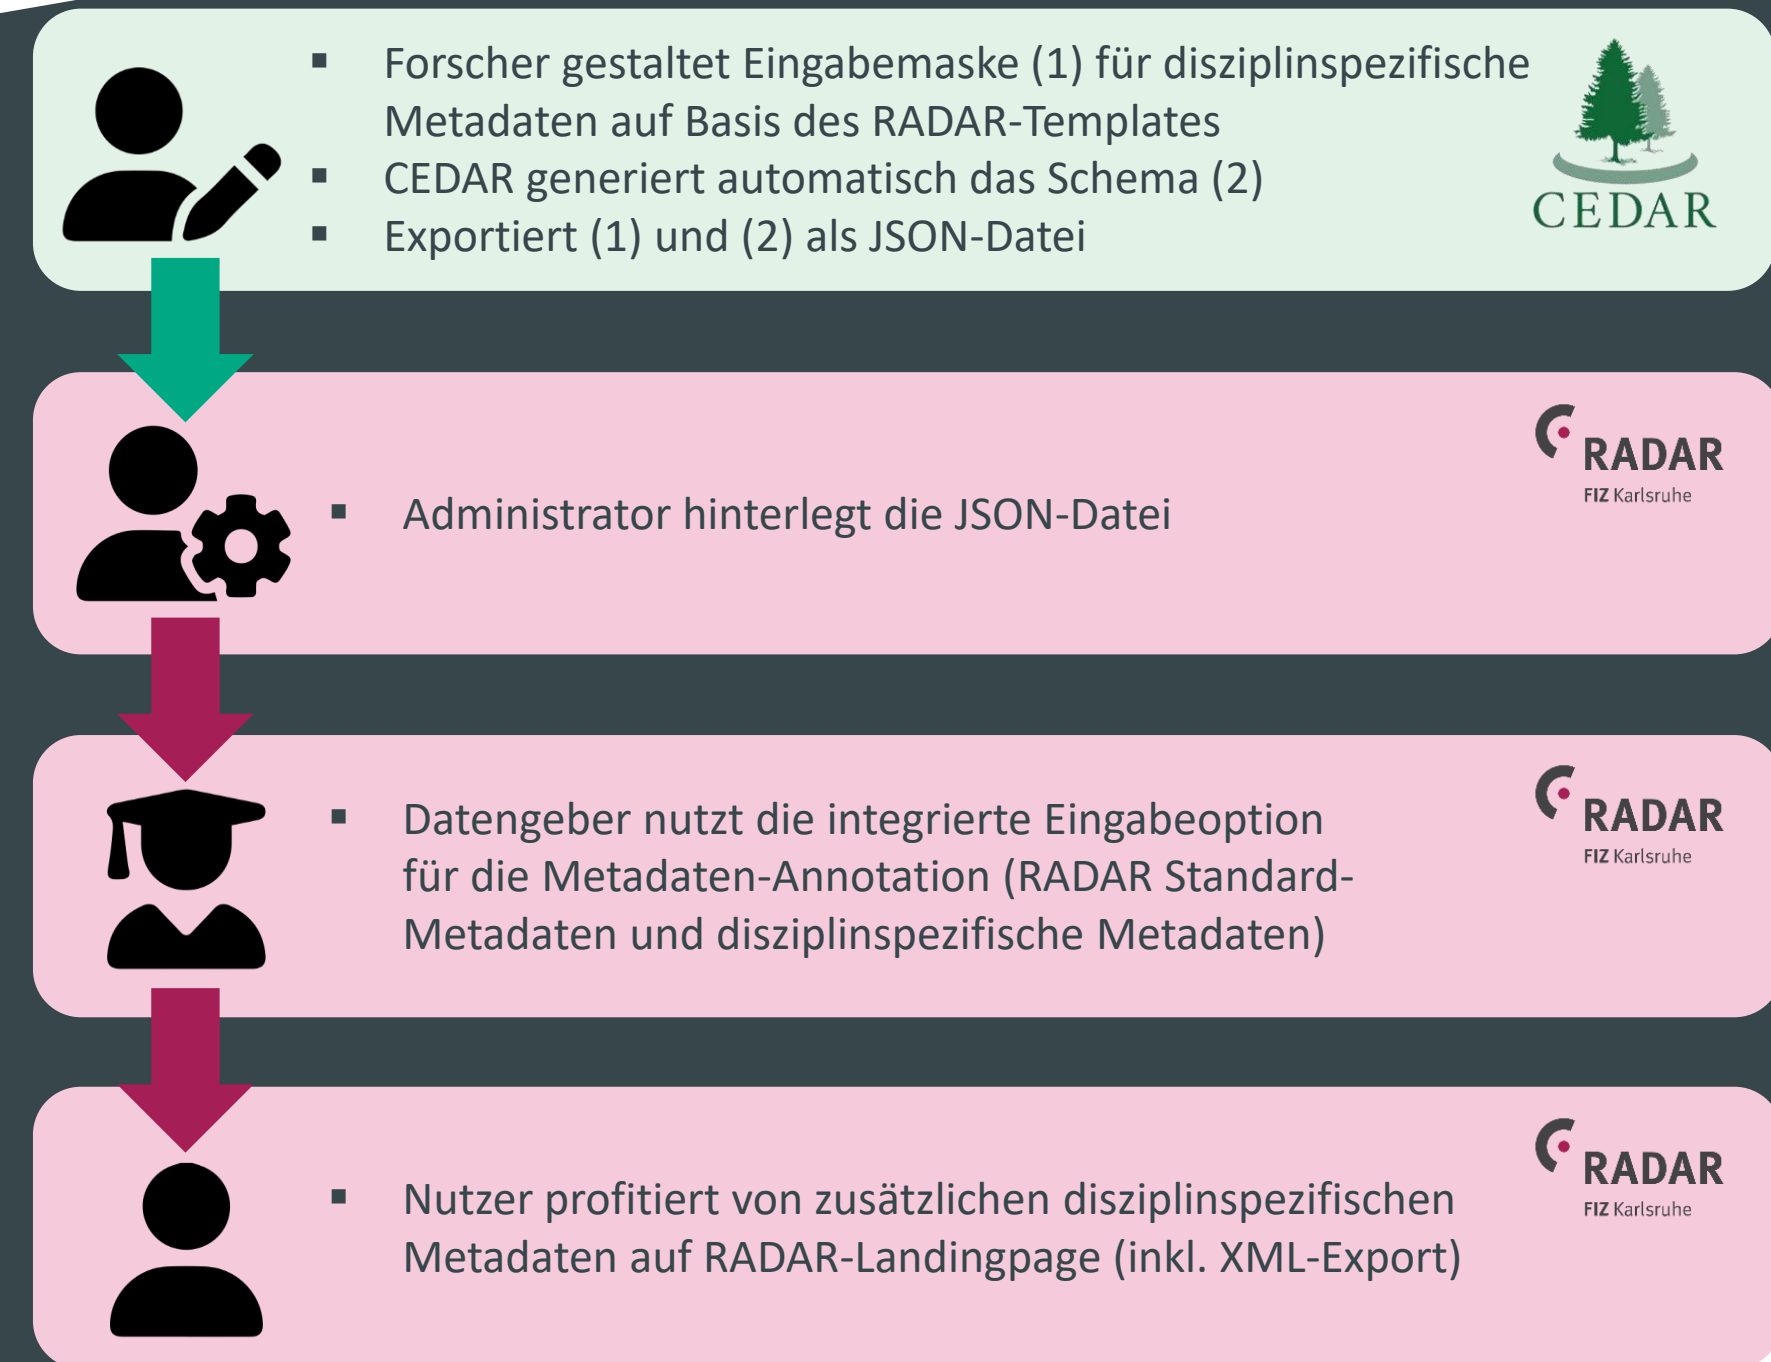 ▪ Forscher gestaltet Eingabemaske (1) für disziplinspezifische
Metadaten auf Basis des RADAR-Templates
▪ CEDAR generiert automatisch das Schema (2)
▪ Exportiert (1) und (2) als JSON-Datei
CEDAR
RADAR
FIZ Karlsruhe
▪ Administrator hinterlegt die JSON-Datei
RADAR
FIZ Karlsruhe
▪ Datengeber nutzt die integrierte Eingabeoption
für die Metadaten-Annotation (RADAR Standard-
Metadaten und disziplinspezifische Metadaten)
RADAR
FIZ Karlsruhe
▪ Nutzer profitiert von zusätzlichen disziplinspezifischen
Metadaten auf RADAR-Landingpage (inkl. XML-Export)